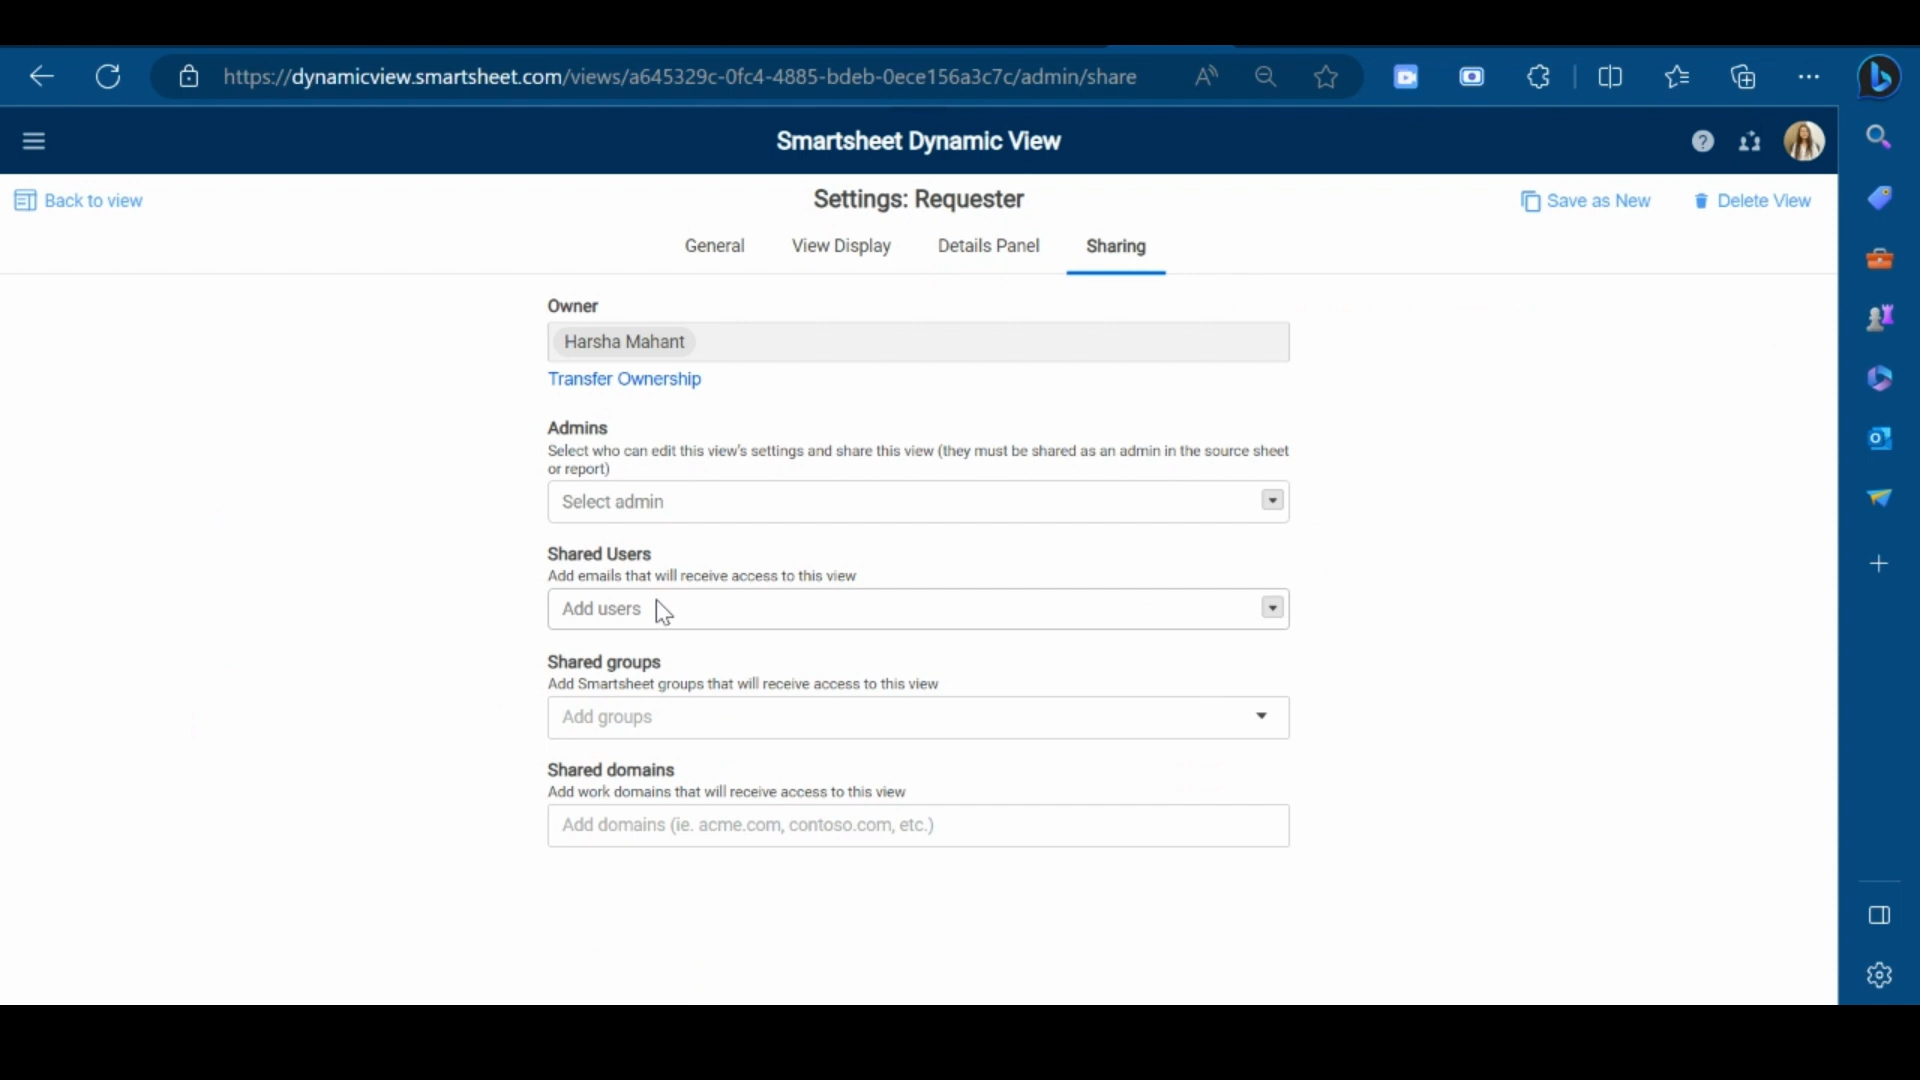 https://dynamicview.smartsheet.com/views/a645329c-0fc4-4885-bdeb-0ece156a3c7c/admin/share
Smartsheet Dynamic View
Back to view
Settings: Requester
Save as New
Delete View
General
View Display
Details Panel
Sharing
Owner
Harsha Mahant
Transfer Ownership
Admins
Select who can edit this view's settings and share this view (they must be shared as an admin in the source sheet
or report)
Select admin
Shared Users
Add emails that will receive access to this view
Add users
Shared groups
Add Smartsheet groups that will receive access to this view
Add groups
Shared domains
Add work domains that will receive access to this view
Add domains (ie. acme.com, contoso.com, etc.)